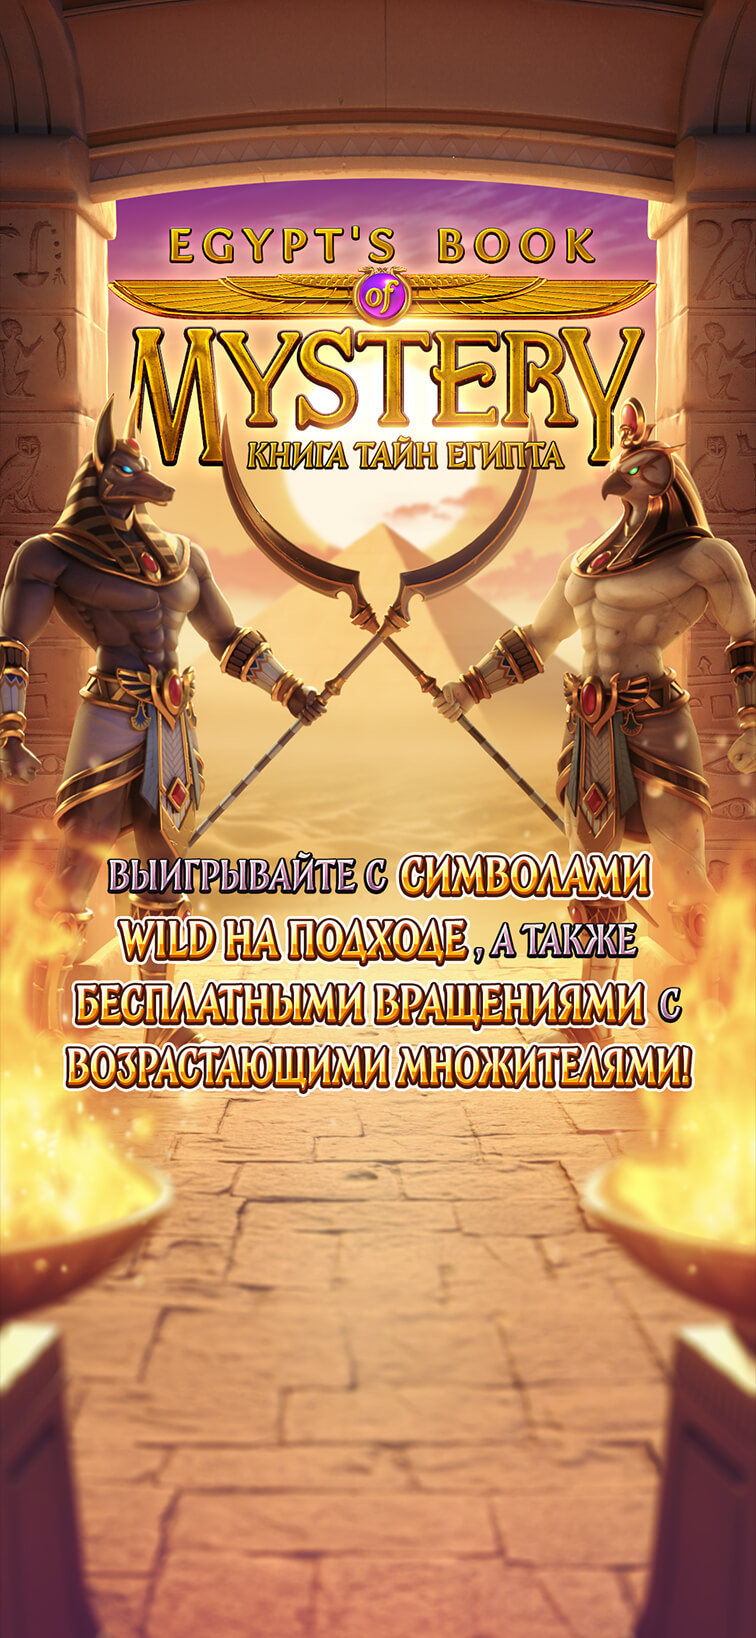 EGYPT'S BOOK
of
MYSTERY
КНИГА ТАЙН ЕГИПТА
ВЫИГРЫВАЙТЕ С СИМВОЛАМИ
WILD НА ПОДХОДЕ, А ТАКЖЕ
БЕСПЛАТНЫМИ ВРАЩЕНИЯМИ С
ВОЗРАСТАЮЩИМИ МНОЖИТЕЛЯМИ!